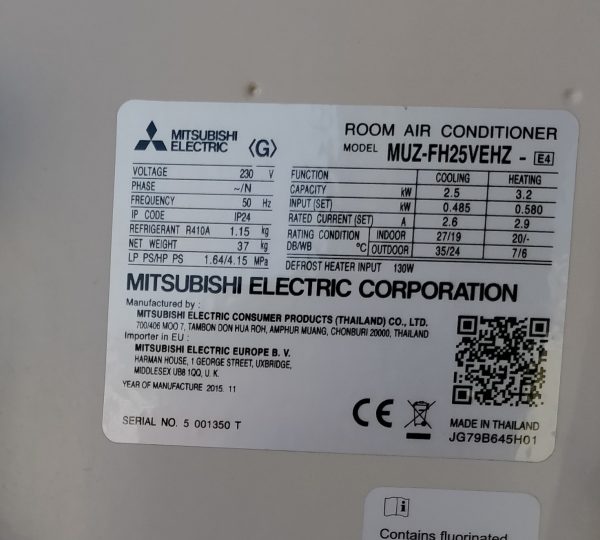 MITSUBISHI
ELECTRIC
⟨G⟩
ROOM AIR CONDITIONER
MODEL MUZ-FH25VEHZ - E4
VOLTAGE 230 V
PHASE ~/N
FREQUENCY 50 Hz
IP CODE IP24
REFRIGERANT R410A 1.15 kg
NET WEIGHT 37 kg
LP PS/HP PS 1.64/4.15 MPa
FUNCTION COOLING HEATING
CAPACITY kW 2.5 3.2
INPUT (SET) kW 0.485 0.580
RATED CURRENT (SET) A 2.6 2.9
RATING CONDITION INDOOR 27/19 20/-
DB/WB °C OUTDOOR 35/24 7/6
DEFROST HEATER INPUT 130W
MITSUBISHI ELECTRIC CORPORATION
Manufactured by :
MITSUBISHI ELECTRIC CONSUMER PRODUCTS (THAILAND) CO., LTD.
700/406 MOO 7, TAMBON DON HUA ROH, AMPHUR MUANG, CHONBURI 20000, THAILAND
Importer in EU :
MITSUBISHI ELECTRIC EUROPE B. V.
HARMAN HOUSE, 1 GEORGE STREET, UXBRIDGE,
MIDDLESEX UB8 1QQ, U. K.
YEAR OF MANUFACTURE 2015. 11
SERIAL NO. 5 001350 T
CE
MADE IN THAILAND
JG79B645H01
i
Contains fluorinated